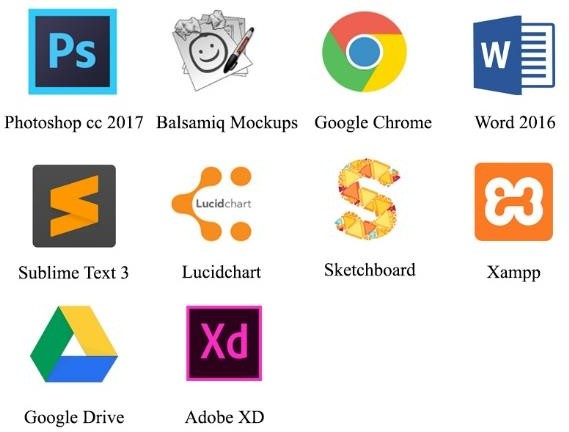 Ps
W
Photoshop cc 2017
Balsamiq Mockups
Google Chrome
Word 2016
Lucidchart
Sublime Text 3
Lucidchart
Sketchboard
Xampp
Xd
Google Drive
Adobe XD